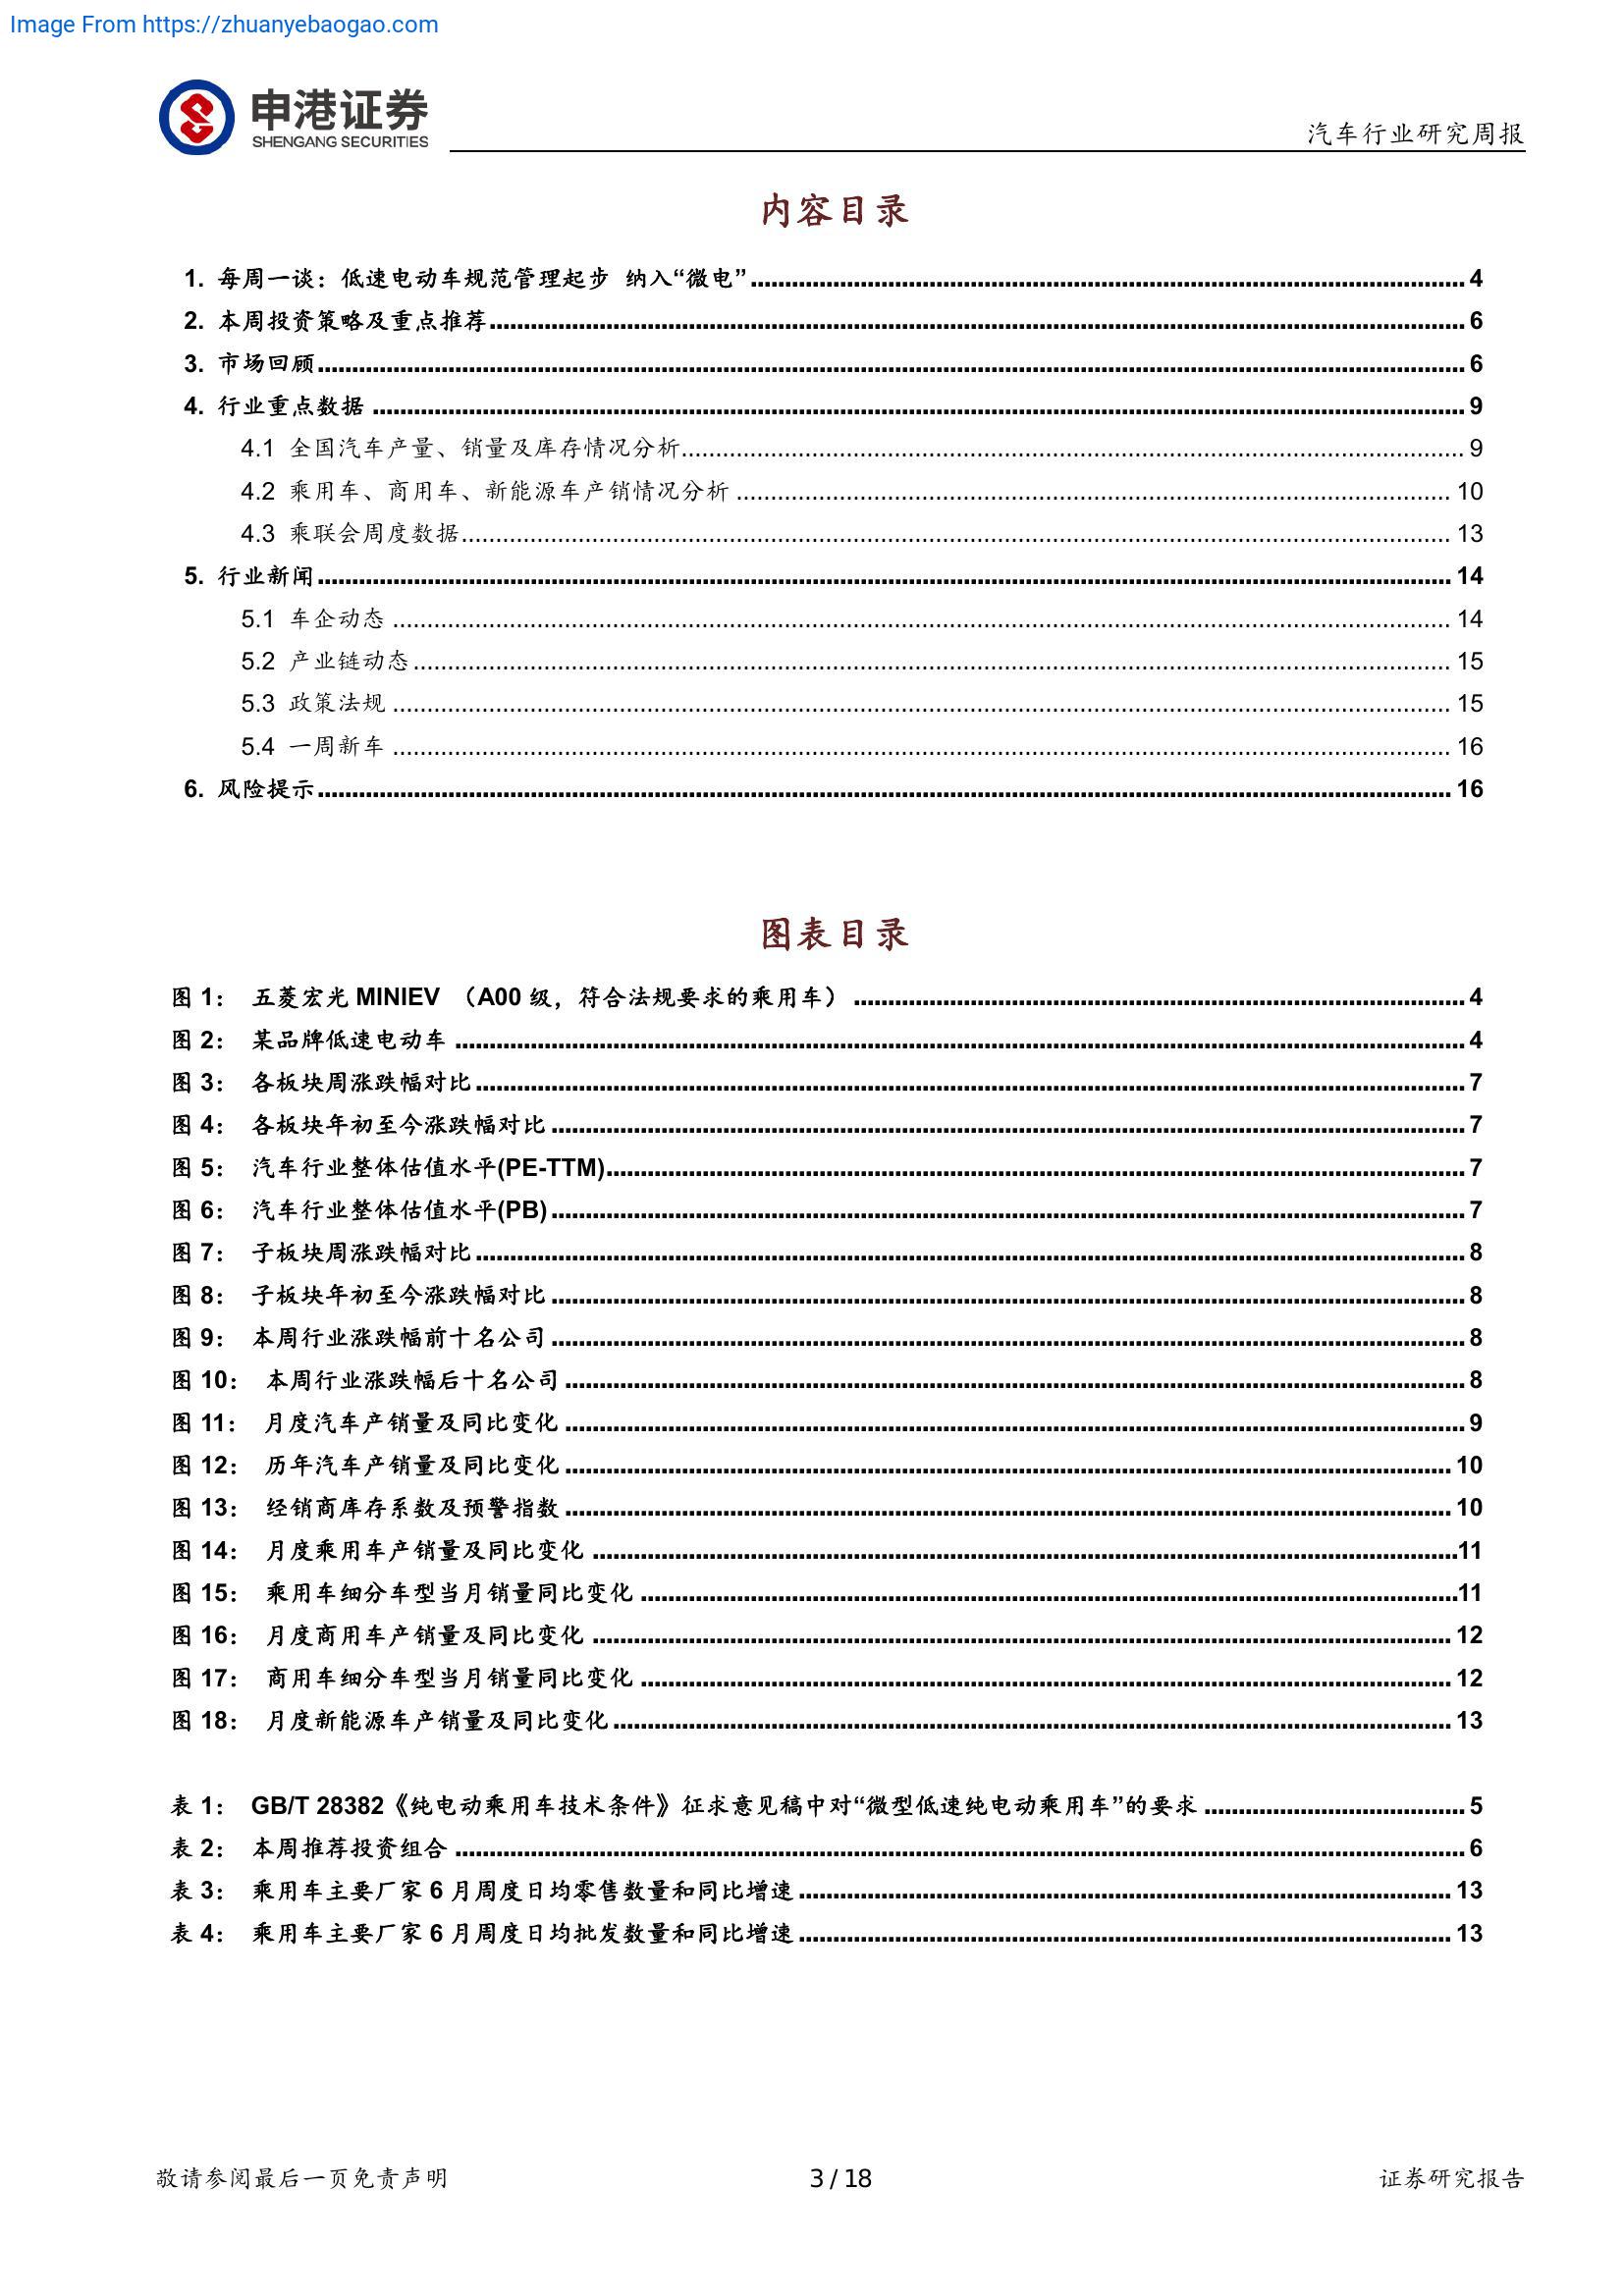 Image From https://zhuanyebaogao.com
申港证券
SHENGANG SECURITIES
汽车行业研究周报
内容目录
1. 每周一谈：低速电动车规范管理起步 纳入“微电” 4
2. 本周投资策略及重点推荐 6
3. 市场回顾 6
4. 行业重点数据 9
4.1 全国汽车产量、销量及库存情况分析 9
4.2 乘用车、商用车、新能源车产销情况分析 10
4.3 乘联会周度数据 13
5. 行业新闻 14
5.1 车企动态 14
5.2 产业链动态 15
5.3 政策法规 15
5.4 一周新车 16
6. 风险提示 16
图表目录
图 1： 五菱宏光 MINIEV （A00 级，符合法规要求的乘用车） 4
图 2： 某品牌低速电动车 4
图 3： 各板块周涨跌幅对比 7
图 4： 各板块年初至今涨跌幅对比 7
图 5： 汽车行业整体估值水平(PE-TTM) 7
图 6： 汽车行业整体估值水平(PB) 7
图 7： 子板块周涨跌幅对比 8
图 8： 子板块年初至今涨跌幅对比 8
图 9： 本周行业涨跌幅前十名公司 8
图 10： 本周行业涨跌幅后十名公司 8
图 11： 月度汽车产销量及同比变化 9
图 12： 历年汽车产销量及同比变化 10
图 13： 经销商库存系数及预警指数 10
图 14： 月度乘用车产销量及同比变化 11
图 15： 乘用车细分车型当月销量同比变化 11
图 16： 月度商用车产销量及同比变化 12
图 17： 商用车细分车型当月销量同比变化 12
图 18： 月度新能源车产销量及同比变化 13
表 1： GB/T 28382《纯电动乘用车技术条件》征求意见稿中对“微型低速纯电动乘用车”的要求 5
表 2： 本周推荐投资组合 6
表 3： 乘用车主要厂家 6 月周度日均零售数量和同比增速 13
表 4： 乘用车主要厂家 6 月周度日均批发数量和同比增速 13
敬请参阅最后一页免责声明
3 / 18
证券研究报告